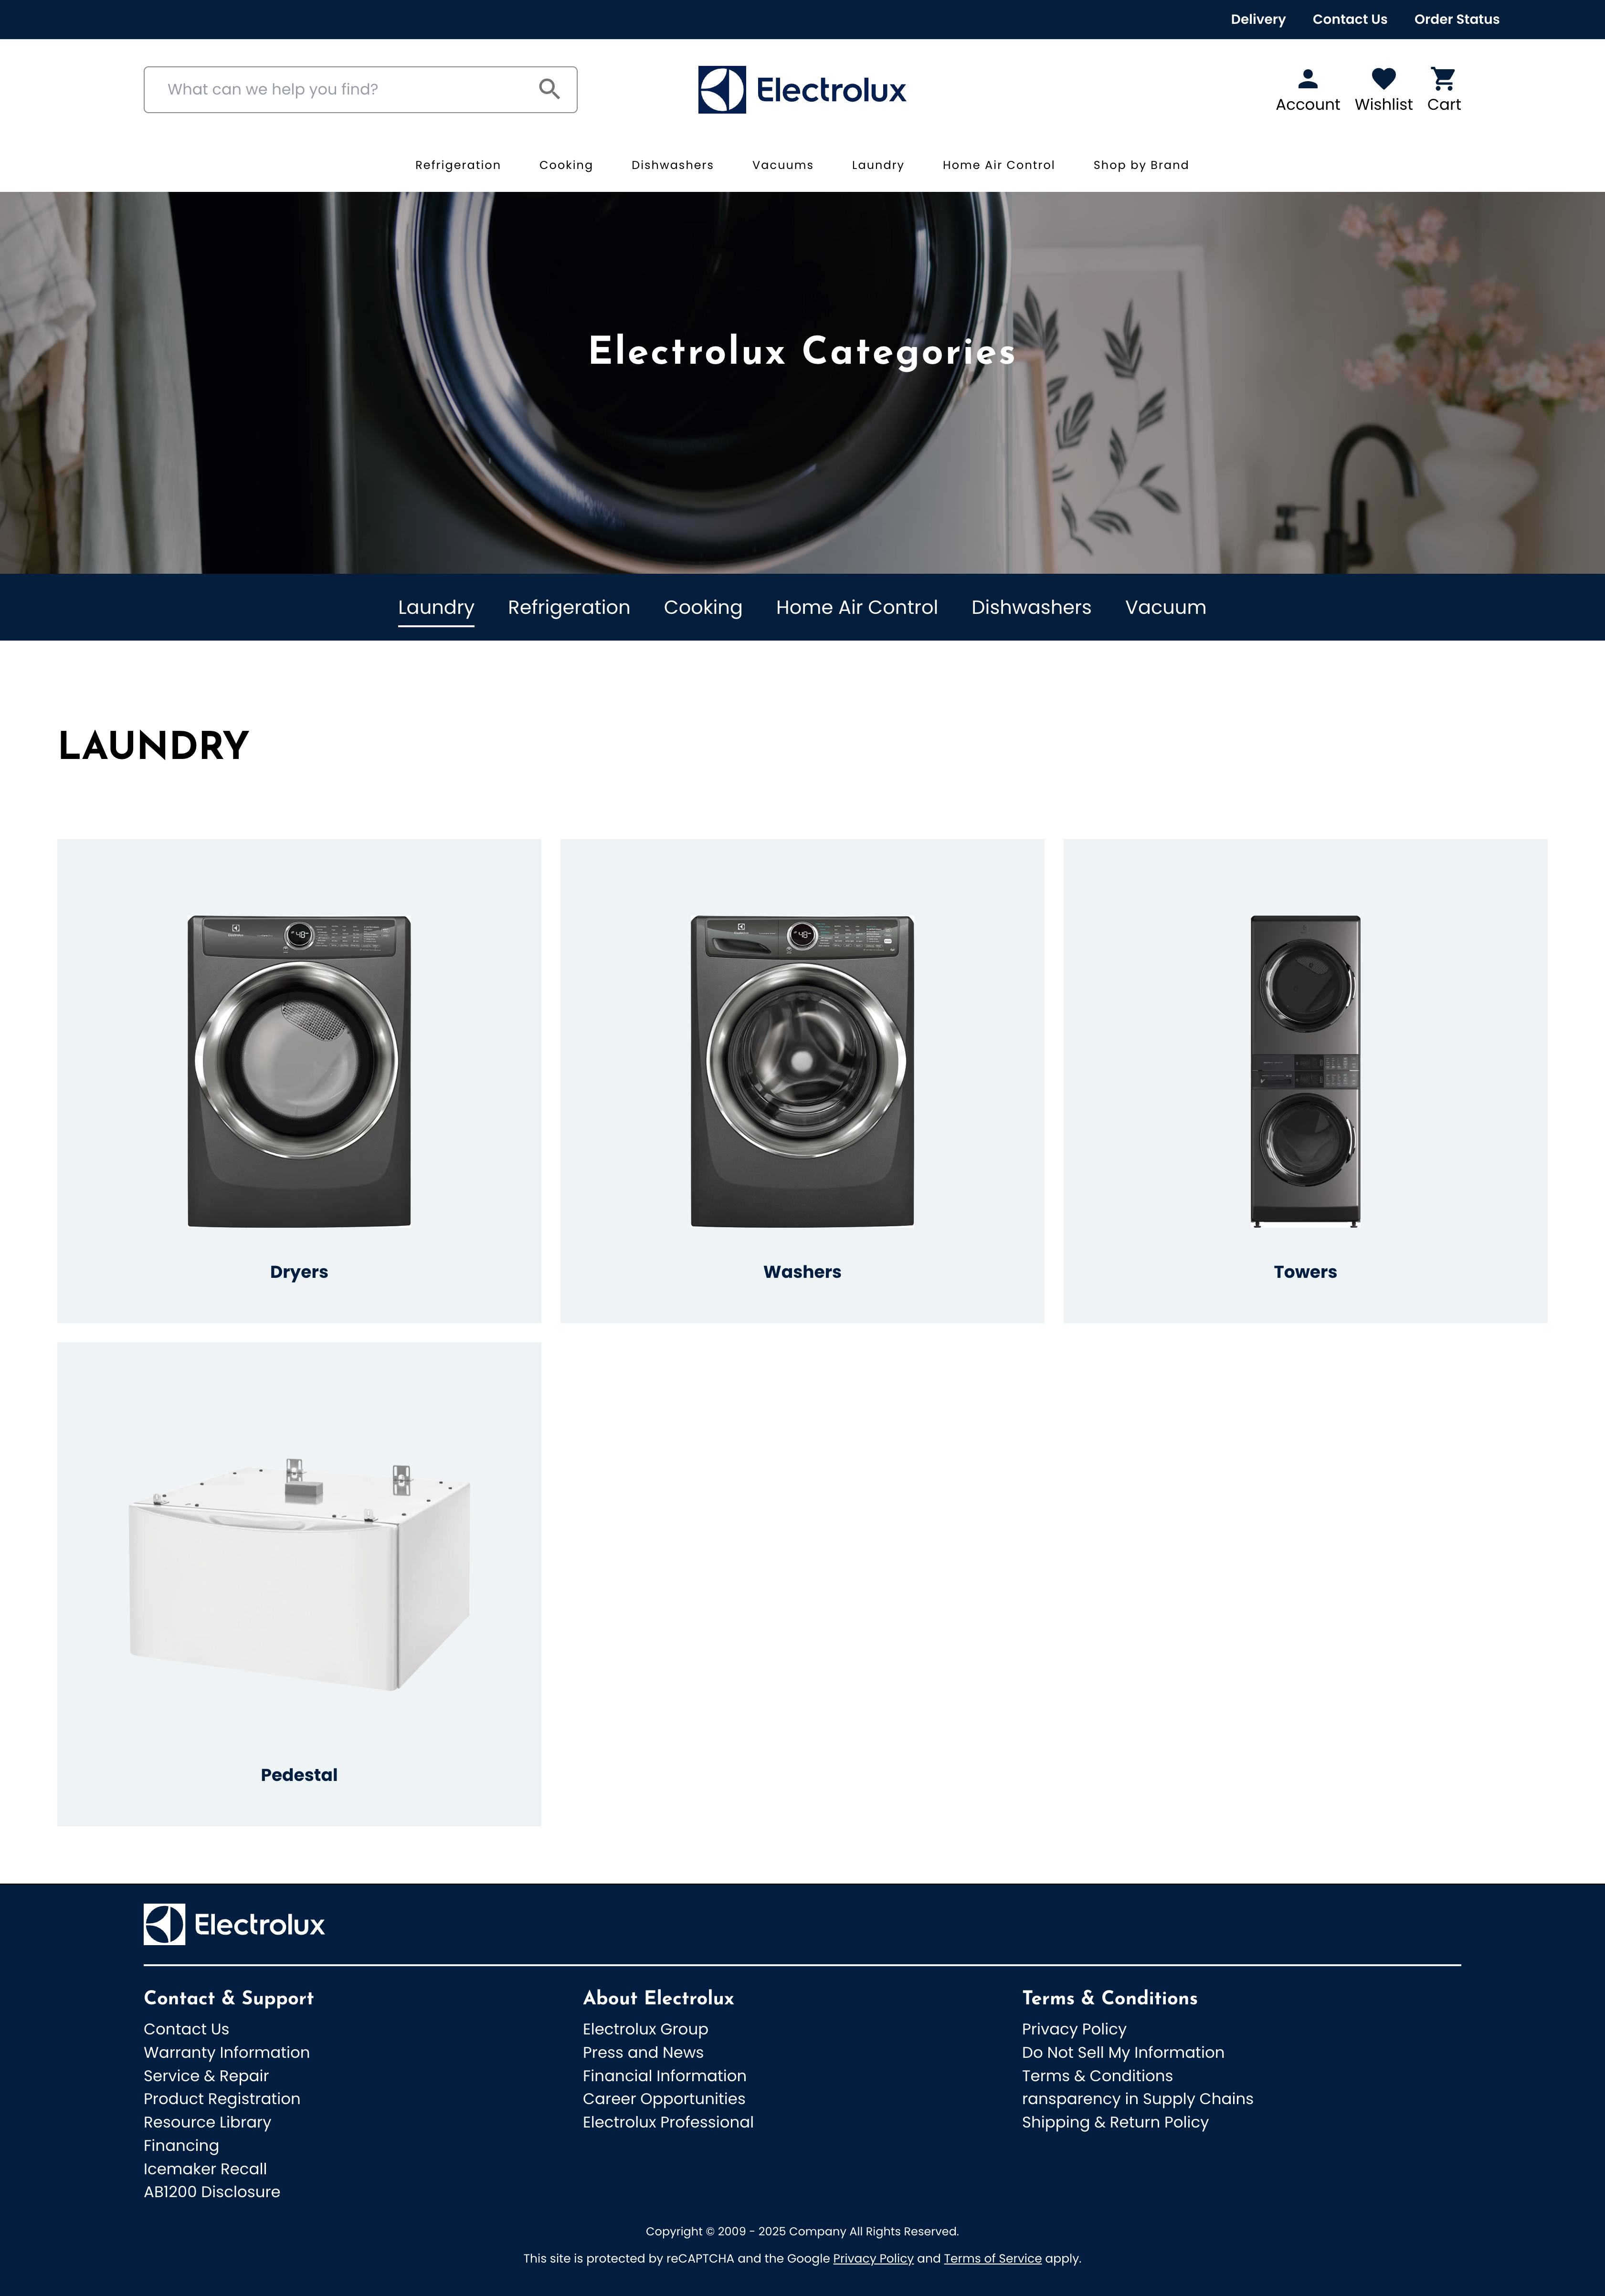 Delivery Contact Us Order Status
What can we help you find?
Electrolux
Account Wishlist Cart
Refrigeration Cooking Dishwashers Vacuums Laundry Home Air Control Shop by Brand
Electrolux Categories
Laundry Refrigeration Cooking Home Air Control Dishwashers Vacuum
LAUNDRY
Dryers
Washers
Towers
Pedestal
Electrolux
Contact & Support
Contact Us
Warranty Information
Service & Repair
Product Registration
Resource Library
Financing
Icemaker Recall
AB1200 Disclosure
About Electrolux
Electrolux Group
Press and News
Financial Information
Career Opportunities
Electrolux Professional
Terms & Conditions
Privacy Policy
Do Not Sell My Information
Terms & Conditions
ransparency in Supply Chains
Shipping & Return Policy
Copyright © 2009 - 2025 Company All Rights Reserved.
This site is protected by reCAPTCHA and the Google Privacy Policy and Terms of Service apply.